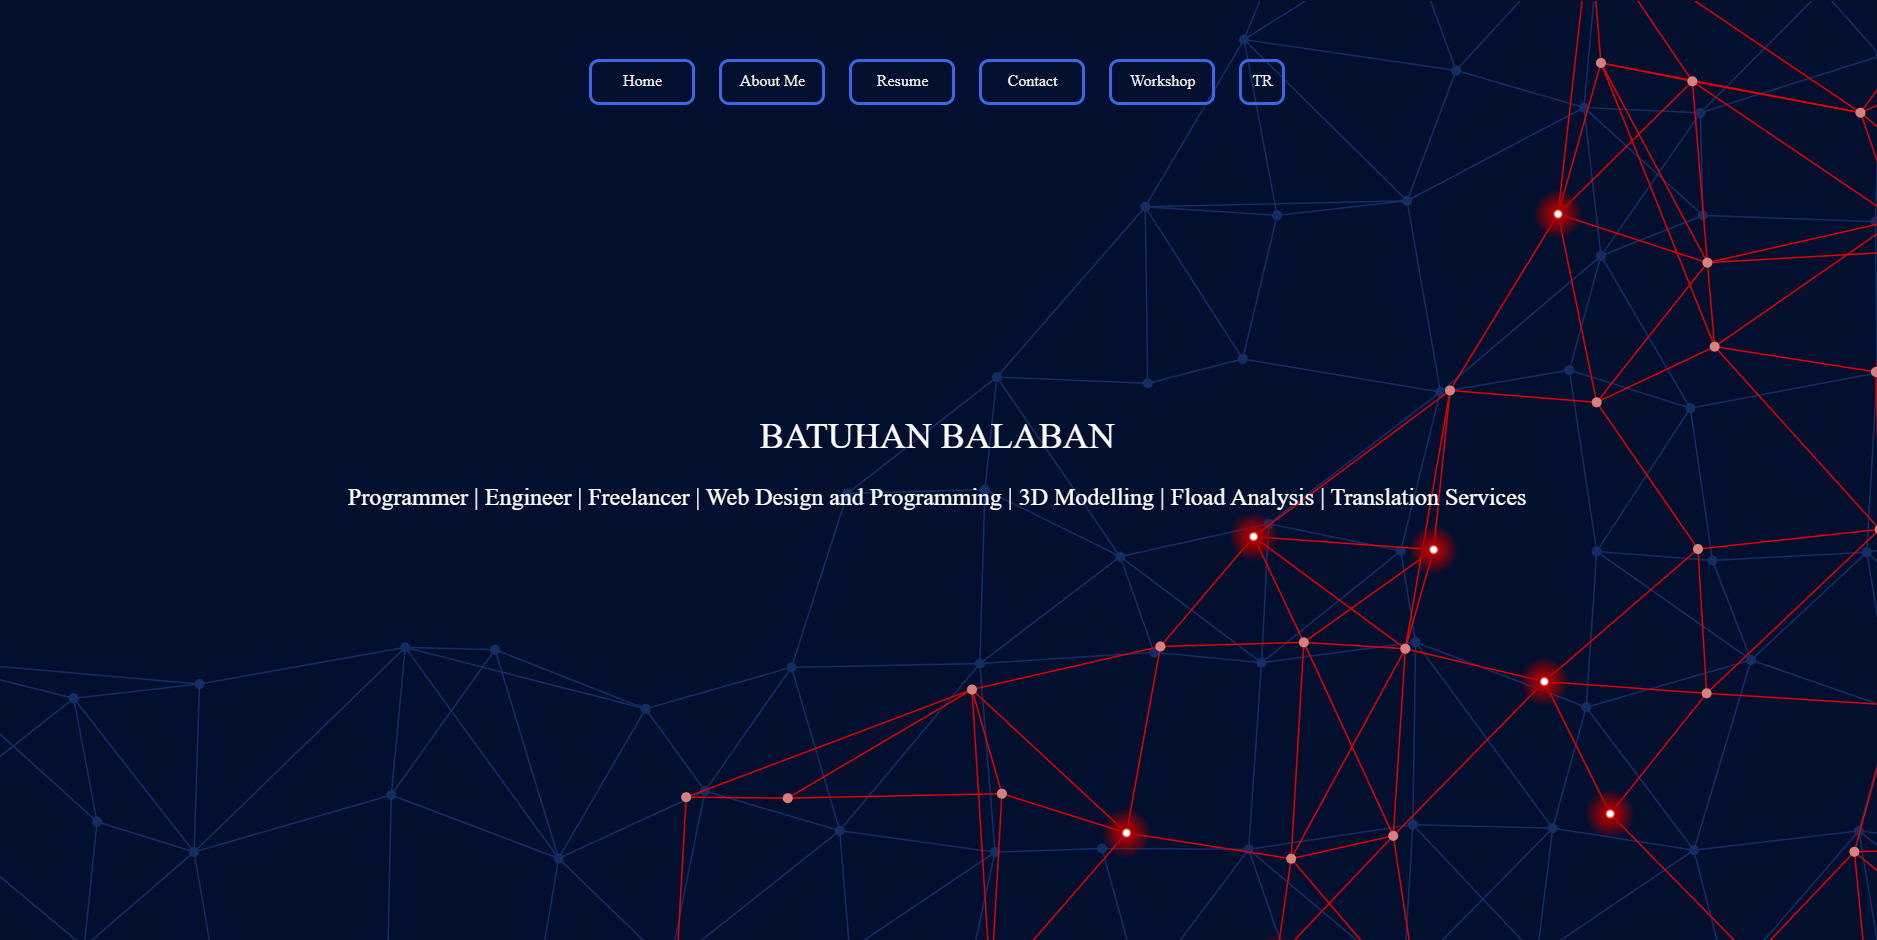 Home About Me Resume Contact Workshop TR
BATUHAN BALABAN
Programmer | Engineer | Freelancer | Web Design and Programming | 3D Modelling | Fload Analysis | Translation Services